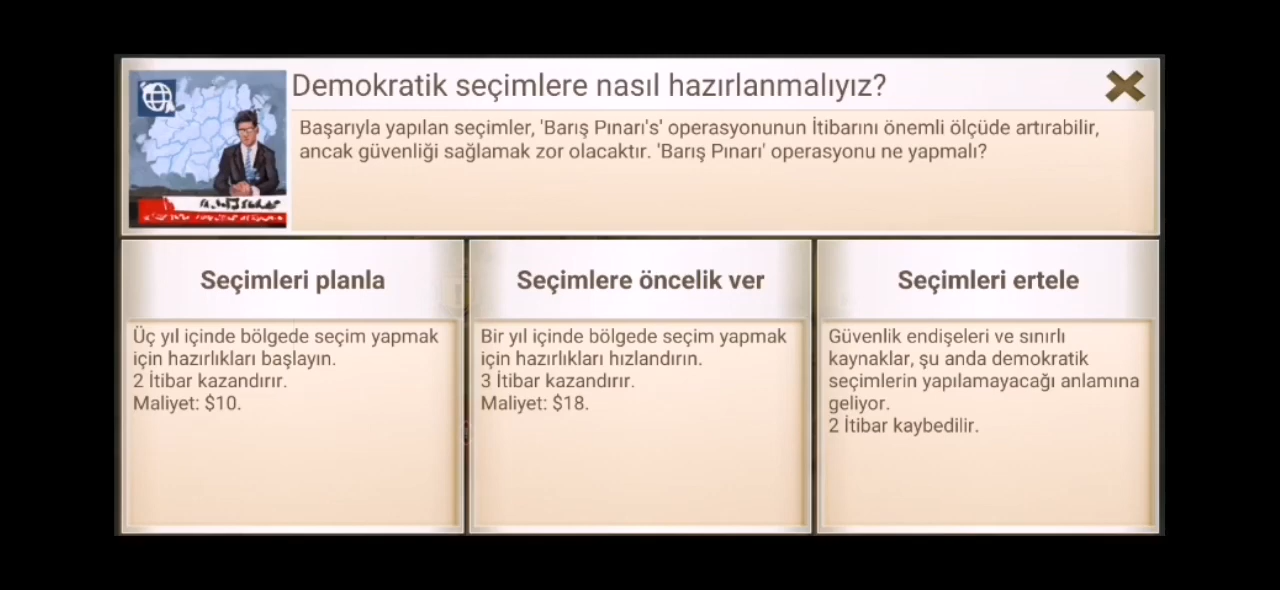 Demokratik seçimlere nasıl hazırlanmalıyız?
Başarıyla yapılan seçimler, 'Barış Pınarı's' operasyonunun İtibarını önemli ölçüde artırabilir,
ancak güvenliği sağlamak zor olacaktır. 'Barış Pınarı' operasyonu ne yapmalı?
Seçimleri planla
Üç yıl içinde bölgede seçim yapmak
için hazırlıkları başlayın.
2 İtibar kazandırır.
Maliyet: $10.
Seçimlere öncelik ver
Bir yıl içinde bölgede seçim yapmak
için hazırlıkları hızlandırın.
3 İtibar kazandırır.
Maliyet: $18.
Seçimleri ertele
Güvenlik endişeleri ve sınırlı
kaynaklar, şu anda demokratik
seçimlerin yapılamayacağı anlamına
geliyor.
2 İtibar kaybedilir.